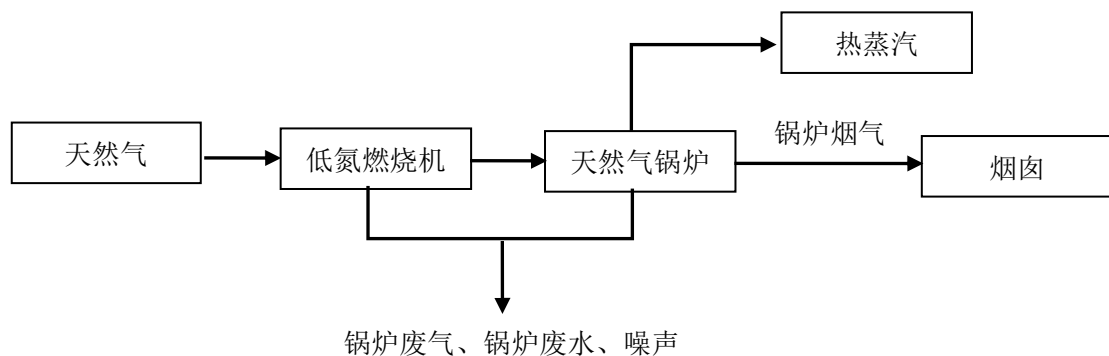 热蒸汽
锅炉烟气
天然气
低氮燃烧机
天然气锅炉
烟囱
锅炉废气、锅炉废水、噪声